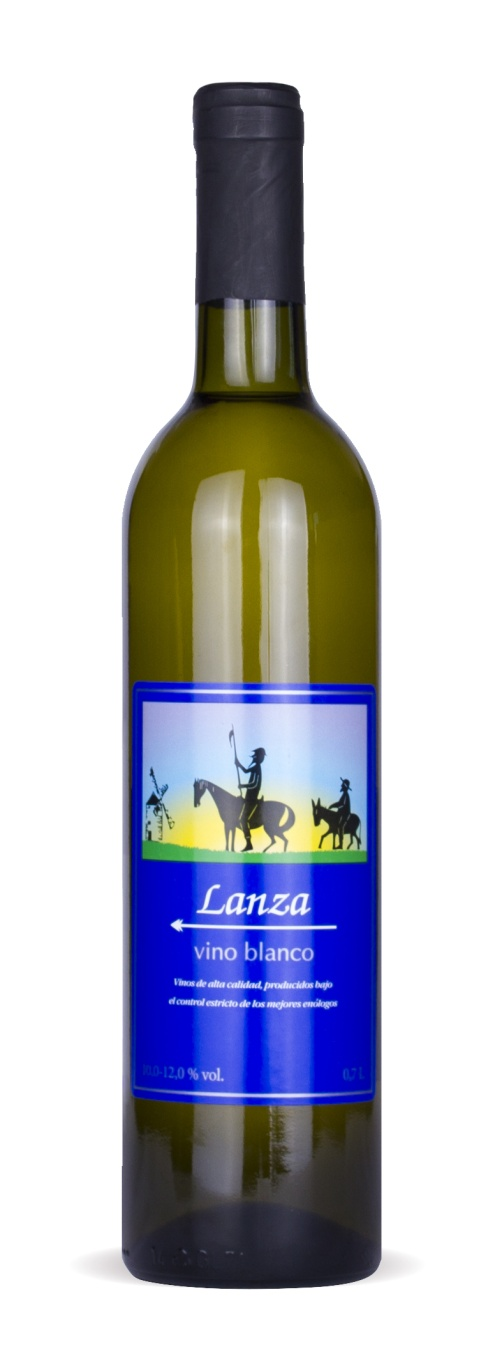 Lanza
vino blanco
Vinos de alta calidad, producidos bajo
el control estricto de los mejores enólogos
10,0-12,0 % vol. 0,7 L